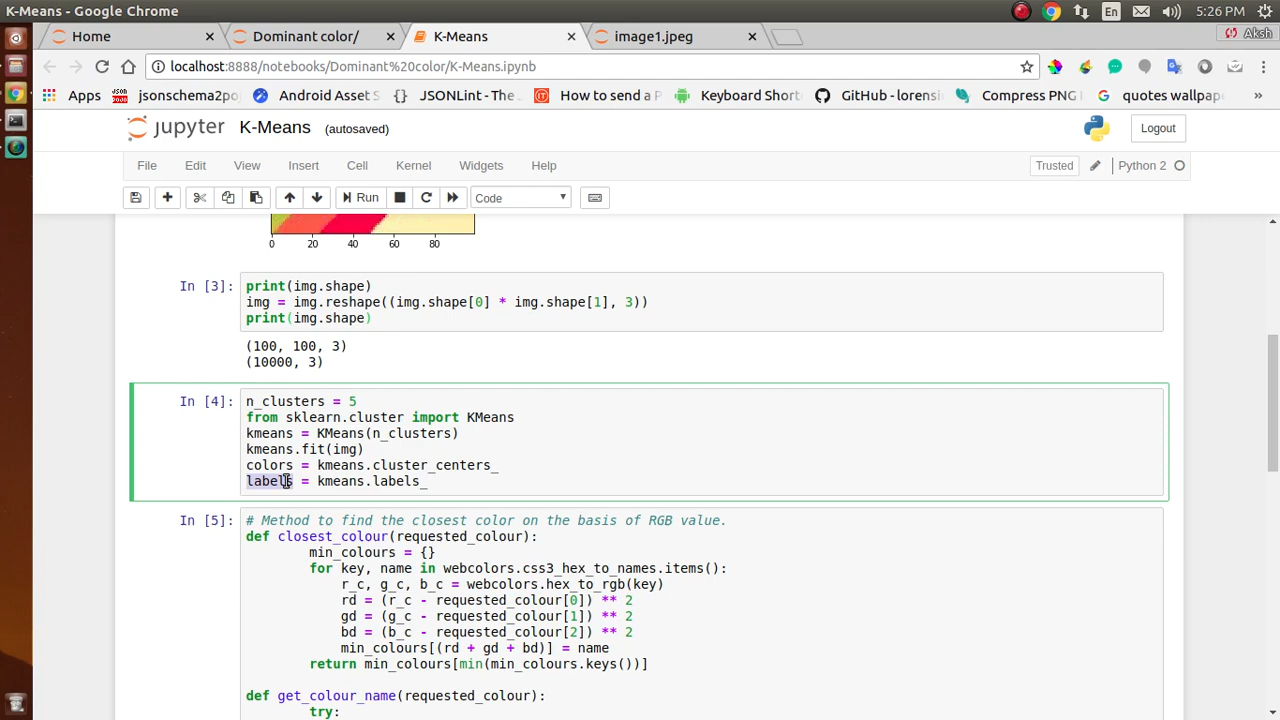 K-Means - Google Chrome
En
5:26 PM
Home
Dominant color/
K-Means
image1.jpeg
Aksh
localhost:8888/notebooks/Dominant%20color/K-Means.ipynb
Apps
jsonschema2po
Android Asset S
JSONLint - The
How to send a P
Keyword Short
GitHub - lorensi
Compress PNG
quotes wallpape
»
jupyter K-Means (autosaved)
Logout
File Edit View Insert Cell Kernel Widgets Help
Trusted
Python 2
Run
Code
0 20 40 60 80
In [3]:
print(img.shape)
img = img.reshape((img.shape[0] * img.shape[1], 3))
print(img.shape)
(100, 100, 3)
(10000, 3)
In [4]:
n_clusters = 5
from sklearn.cluster import KMeans
kmeans = KMeans(n_clusters)
kmeans.fit(img)
colors = kmeans.cluster_centers_
labels = kmeans.labels_
In [5]:
# Method to find the closest color on the basis of RGB value.
def closest_colour(requested_colour):
min_colours = {}
for key, name in webcolors.css3_hex_to_names.items():
r_c, g_c, b_c = webcolors.hex_to_rgb(key)
rd = (r_c - requested_colour[0]) ** 2
gd = (g_c - requested_colour[1]) ** 2
bd = (b_c - requested_colour[2]) ** 2
min_colours[(rd + gd + bd)] = name
return min_colours[min(min_colours.keys())]
def get_colour_name(requested_colour):
try: